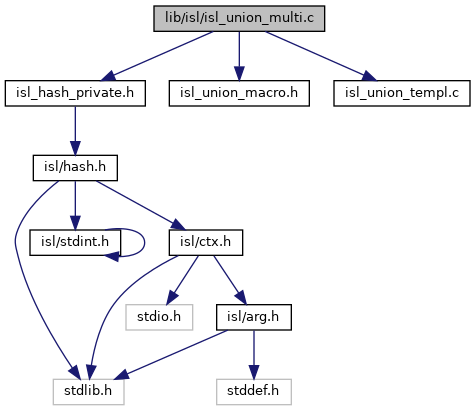 lib/isl/isl_union_multi.c
isl_hash_private.h
isl_union_macro.h
isl_union_templ.c
isl/hash.h
isl/stdint.h
isl/ctx.h
stdio.h
isl/arg.h
stdlib.h
stddef.h